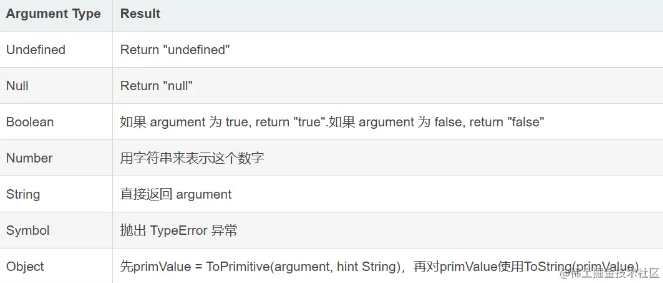 Argument Type Result
Undefined Return "undefined"
Null Return "null"
Boolean 如果 argument 为 true, return "true".如果 argument 为 false, return "false"
Number 用字符串来表示这个数字
String 直接返回 argument
Symbol 抛出 TypeError 异常
Object 先primValue = ToPrimitive(argument, hint String)，再对primValue使用ToString(primValue)
@稀土掘金技术社区